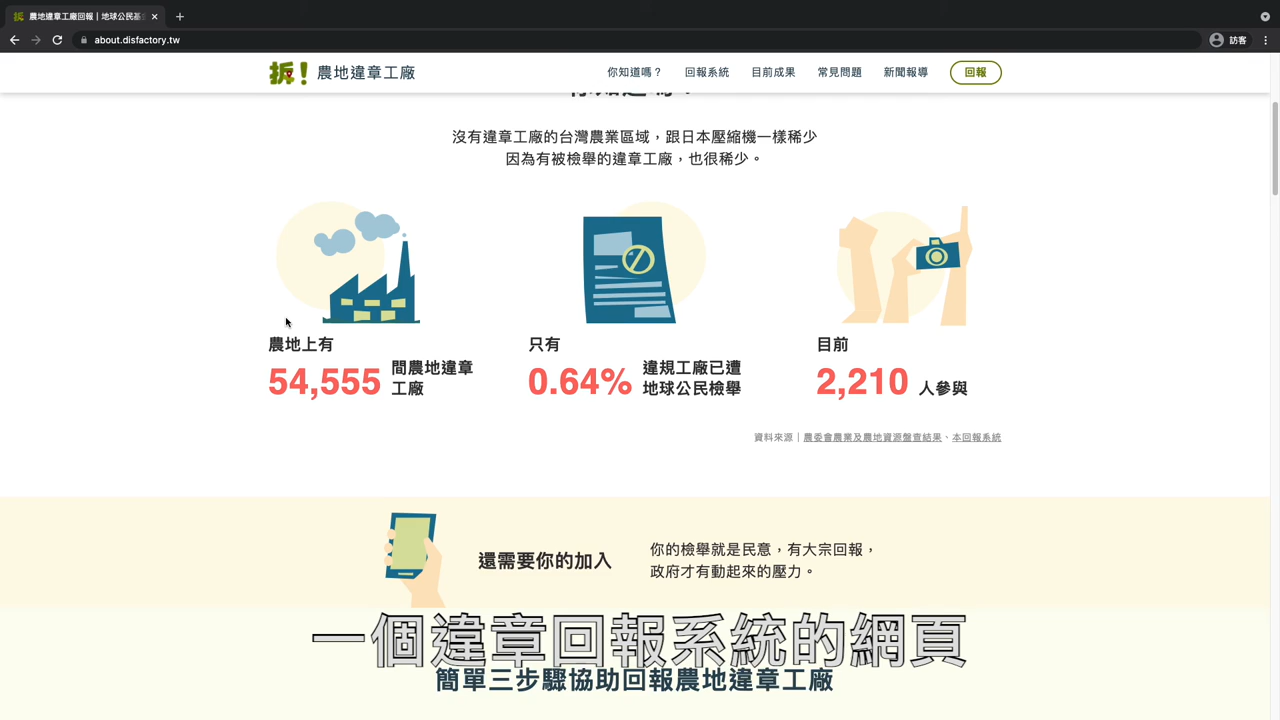 農地違章工廠回報 | 地球公民基
about.disfactory.tw
訪客
拆！農地違章工廠
你知道嗎？ 回報系統 目前成果 常見問題 新聞報導 回報
你知道嗎？
沒有違章工廠的台灣農業區域，跟日本壓縮機一樣稀少
因為有被檢舉的違章工廠，也很稀少。
農地上有
54,555 間農地違章工廠
只有
0.64% 違規工廠已遭地球公民檢舉
目前
2,210 人參與
資料來源｜農委會農業及農地資源盤查結果、本回報系統
還需要你的加入
你的檢舉就是民意，有大宗回報，
政府才有動起來的壓力。
一個違章回報系統的網頁
簡單三步驟協助回報農地違章工廠